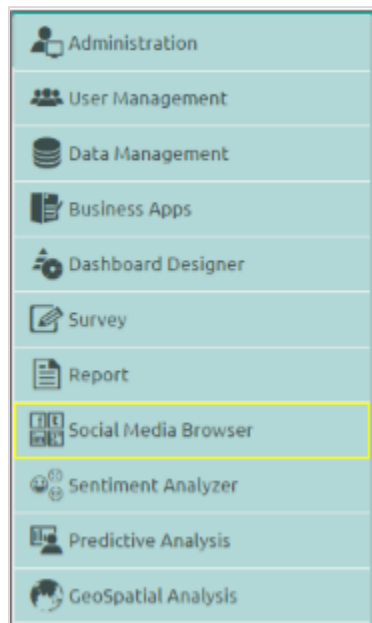 Administration
User Management
Data Management
Business Apps
Dashboard Designer
Survey
Report
Social Media Browser
Sentiment Analyzer
Predictive Analysis
GeoSpatial Analysis